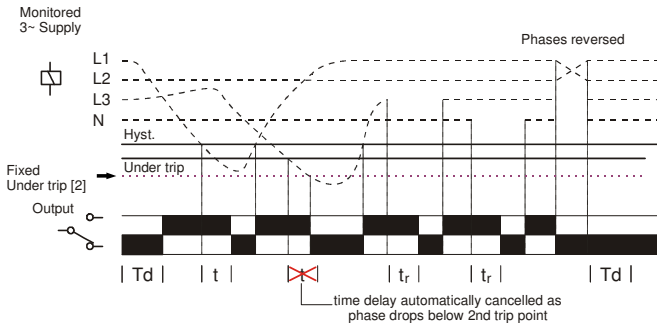 Monitored
3~ Supply
Phases reversed
L1
L2
L3
N
Hyst.
Under trip
Fixed
Under trip [2]
Output
Td
t
t
tr
tr
Td
time delay automatically cancelled as
phase drops below 2nd trip point